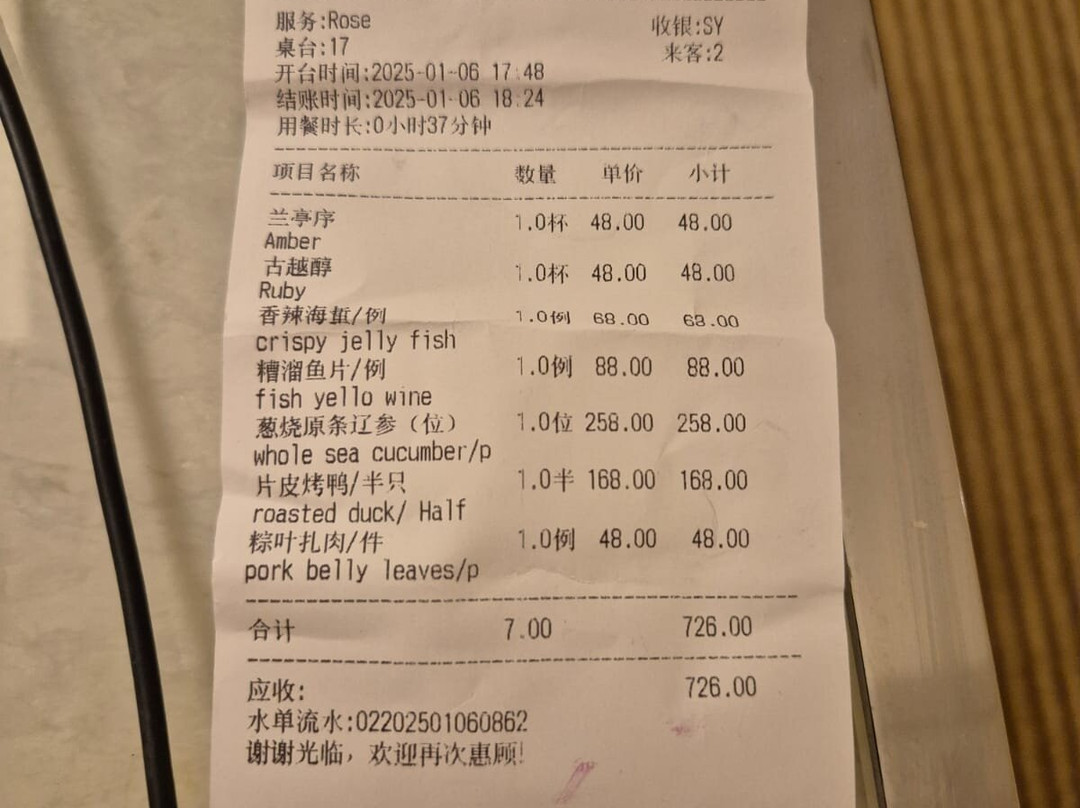 服务:Rose 收银:SY
桌台:17 来客:2
开台时间:2025-01-06 17:48
结账时间:2025-01-06 18:24
用餐时长:0小时37分钟
项目名称 数量 单价 小计
兰亭序 1.0杯 48.00 48.00
Amber
古越醇 1.0杯 48.00 48.00
Ruby
香辣海蜇/例 1.0例 68.00 68.00
crispy jelly fish
糟溜鱼片/例 1.0例 88.00 88.00
fish yello wine
葱烧原条辽参（位） 1.0位 258.00 258.00
whole sea cucumber/p
片皮烤鸭/半只 1.0半 168.00 168.00
roasted duck/ Half
粽叶扎肉/件 1.0例 48.00 48.00
pork belly leaves/p
合计 7.00 726.00
应收: 726.00
水单流水:02202501060862
谢谢光临，欢迎再次惠顾!